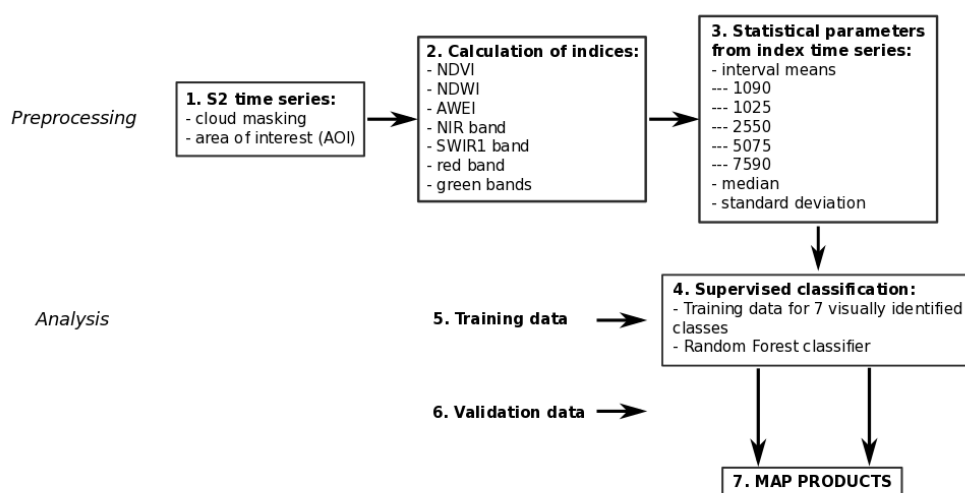 Preprocessing
1. S2 time series:
- cloud masking
- area of interest (AOI)
2. Calculation of indices:
- NDVI
- NDWI
- AWEI
- NIR band
- SWIR1 band
- red band
- green bands
3. Statistical parameters
from index time series:
- interval means
--- 1090
--- 1025
--- 2550
--- 5075
--- 7590
- median
- standard deviation
Analysis
4. Supervised classification:
- Training data for 7 visually identified
classes
- Random Forest classifier
5. Training data
6. Validation data
7. MAP PRODUCTS